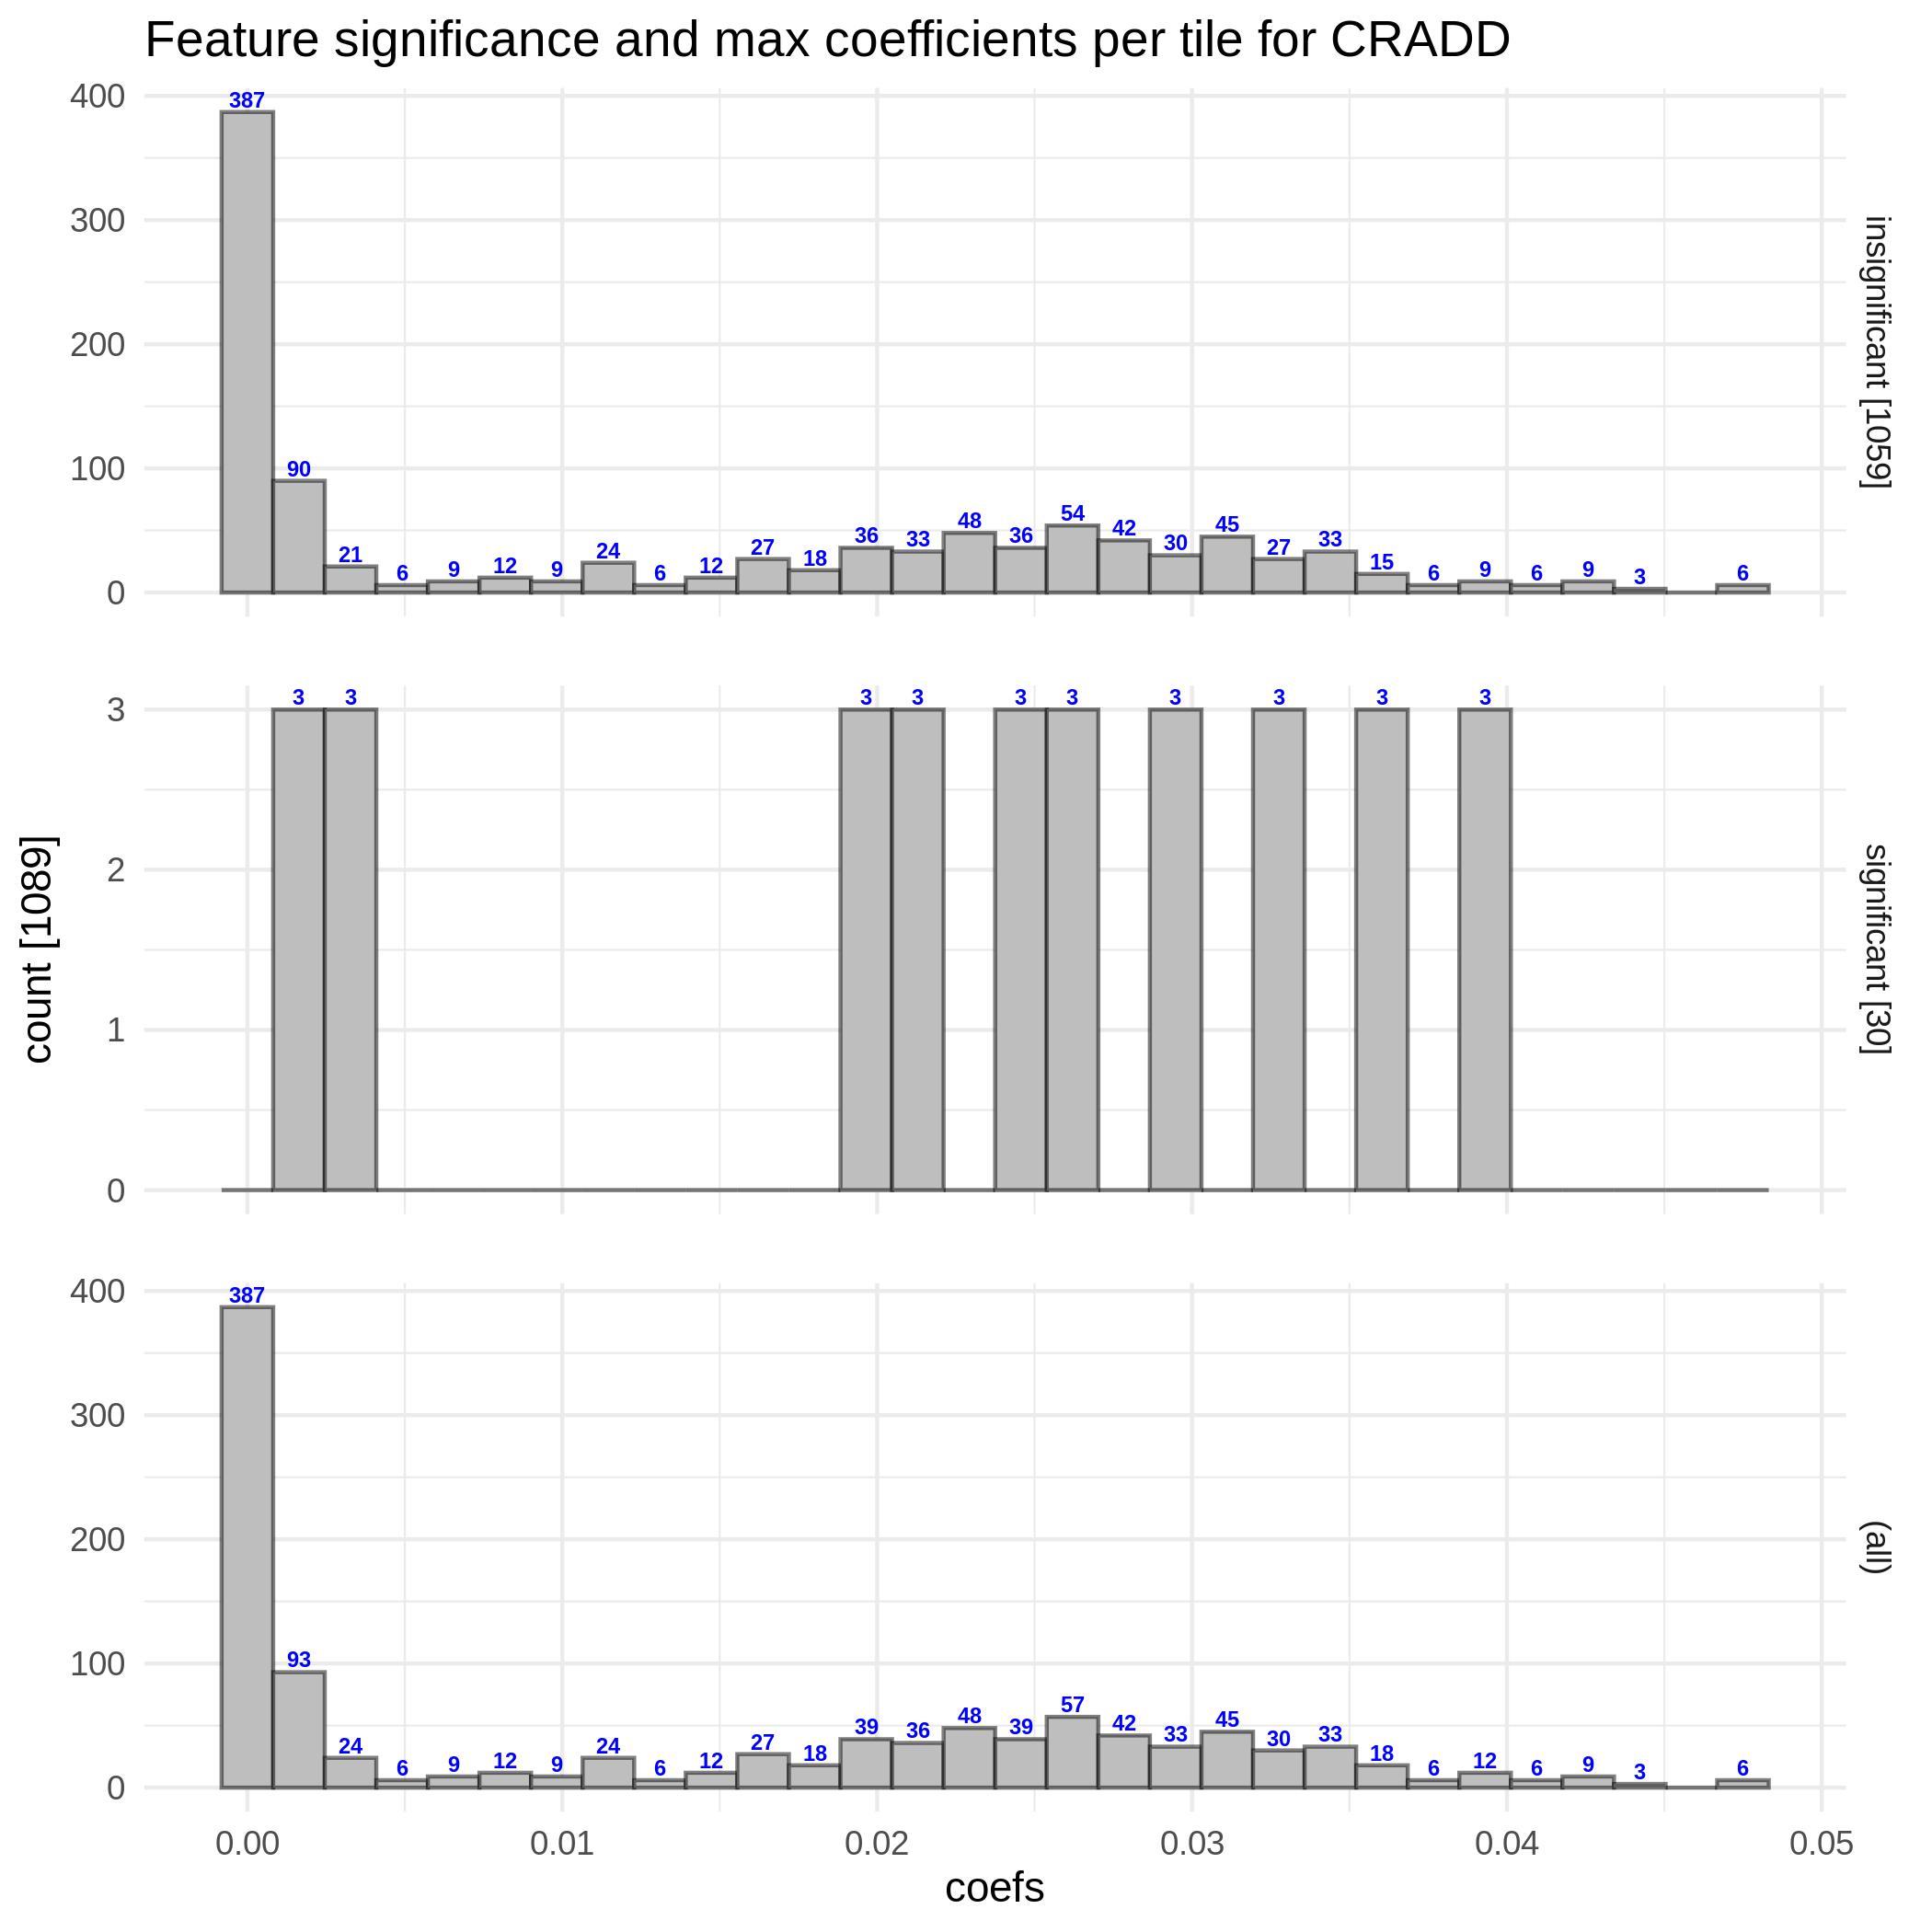 Feature significance and max coefficients per tile for CRADD
400
300
200
100
0
387 90 21 6 9 12 9 24 6 12 27 18 36 33 48 36 54 42 30 45 27 33 15 6 9 6 9 3 6
insignificant [1059]
count [1089]
3
2
1
0
3 3 3 3 3 3 3 3 3 3
significant [30]
400
300
200
100
0
387 93 24 6 9 12 9 24 6 12 27 18 39 36 48 39 57 42 33 45 30 33 18 6 12 6 9 3 6
(all)
0.00 0.01 0.02 0.03 0.04 0.05
coefs